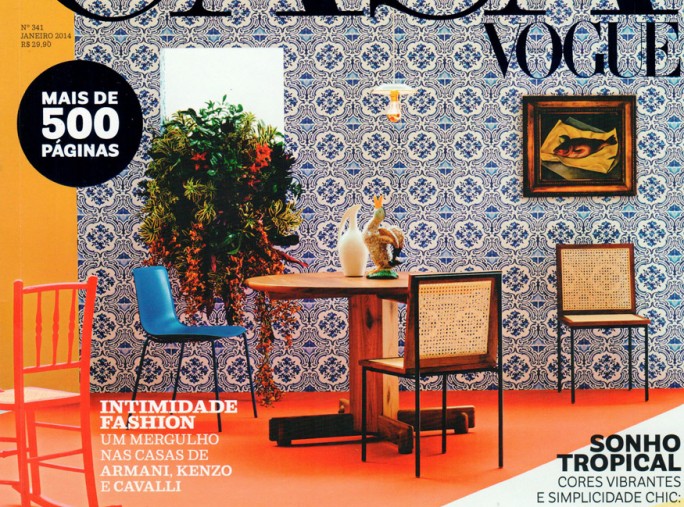 VOGUE
Nº 341
JANEIRO 2014
R$ 29,90
MAIS DE
500
PÁGINAS
INTIMIDADE
FASHION
UM MERGULHO
NAS CASAS DE
ARMANI, KENZO
E CAVALLI
SONHO
TROPICAL
CORES VIBRANTES
E SIMPLICIDADE CHIC: